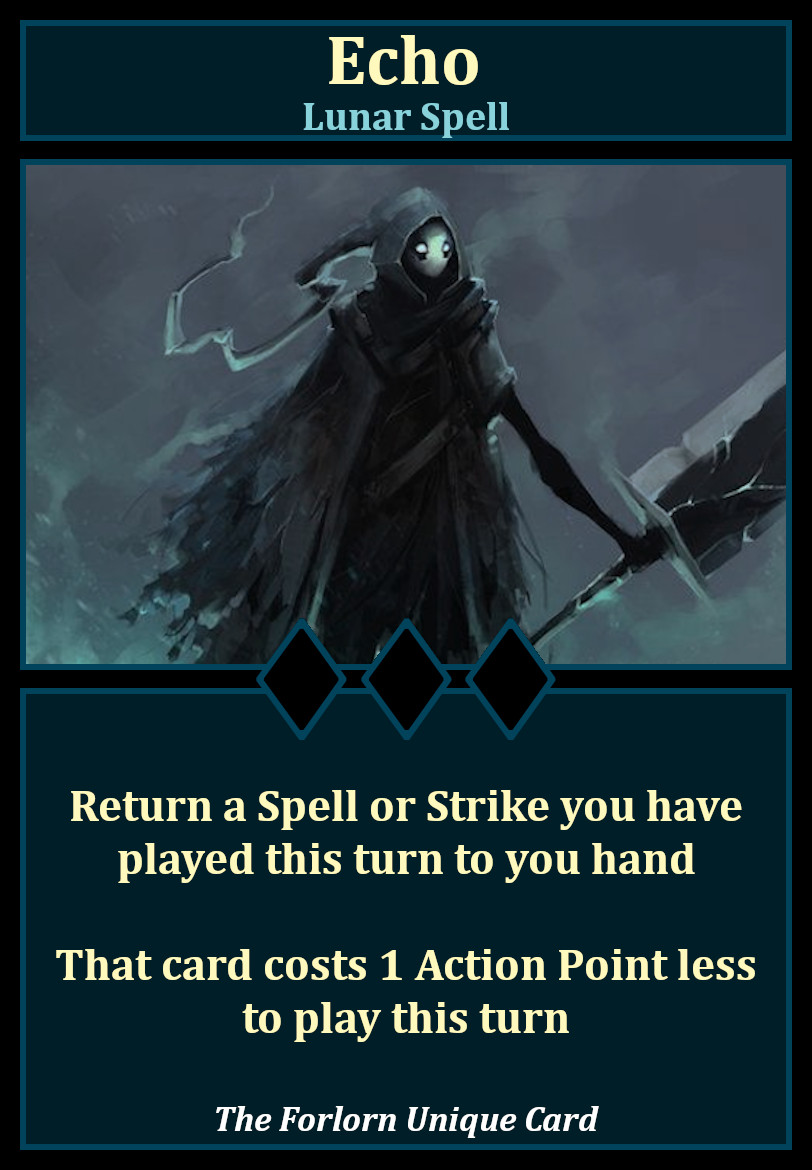 Echo
Lunar Spell
Return a Spell or Strike you have
played this turn to you hand
That card costs 1 Action Point less
to play this turn
The Forlorn Unique Card